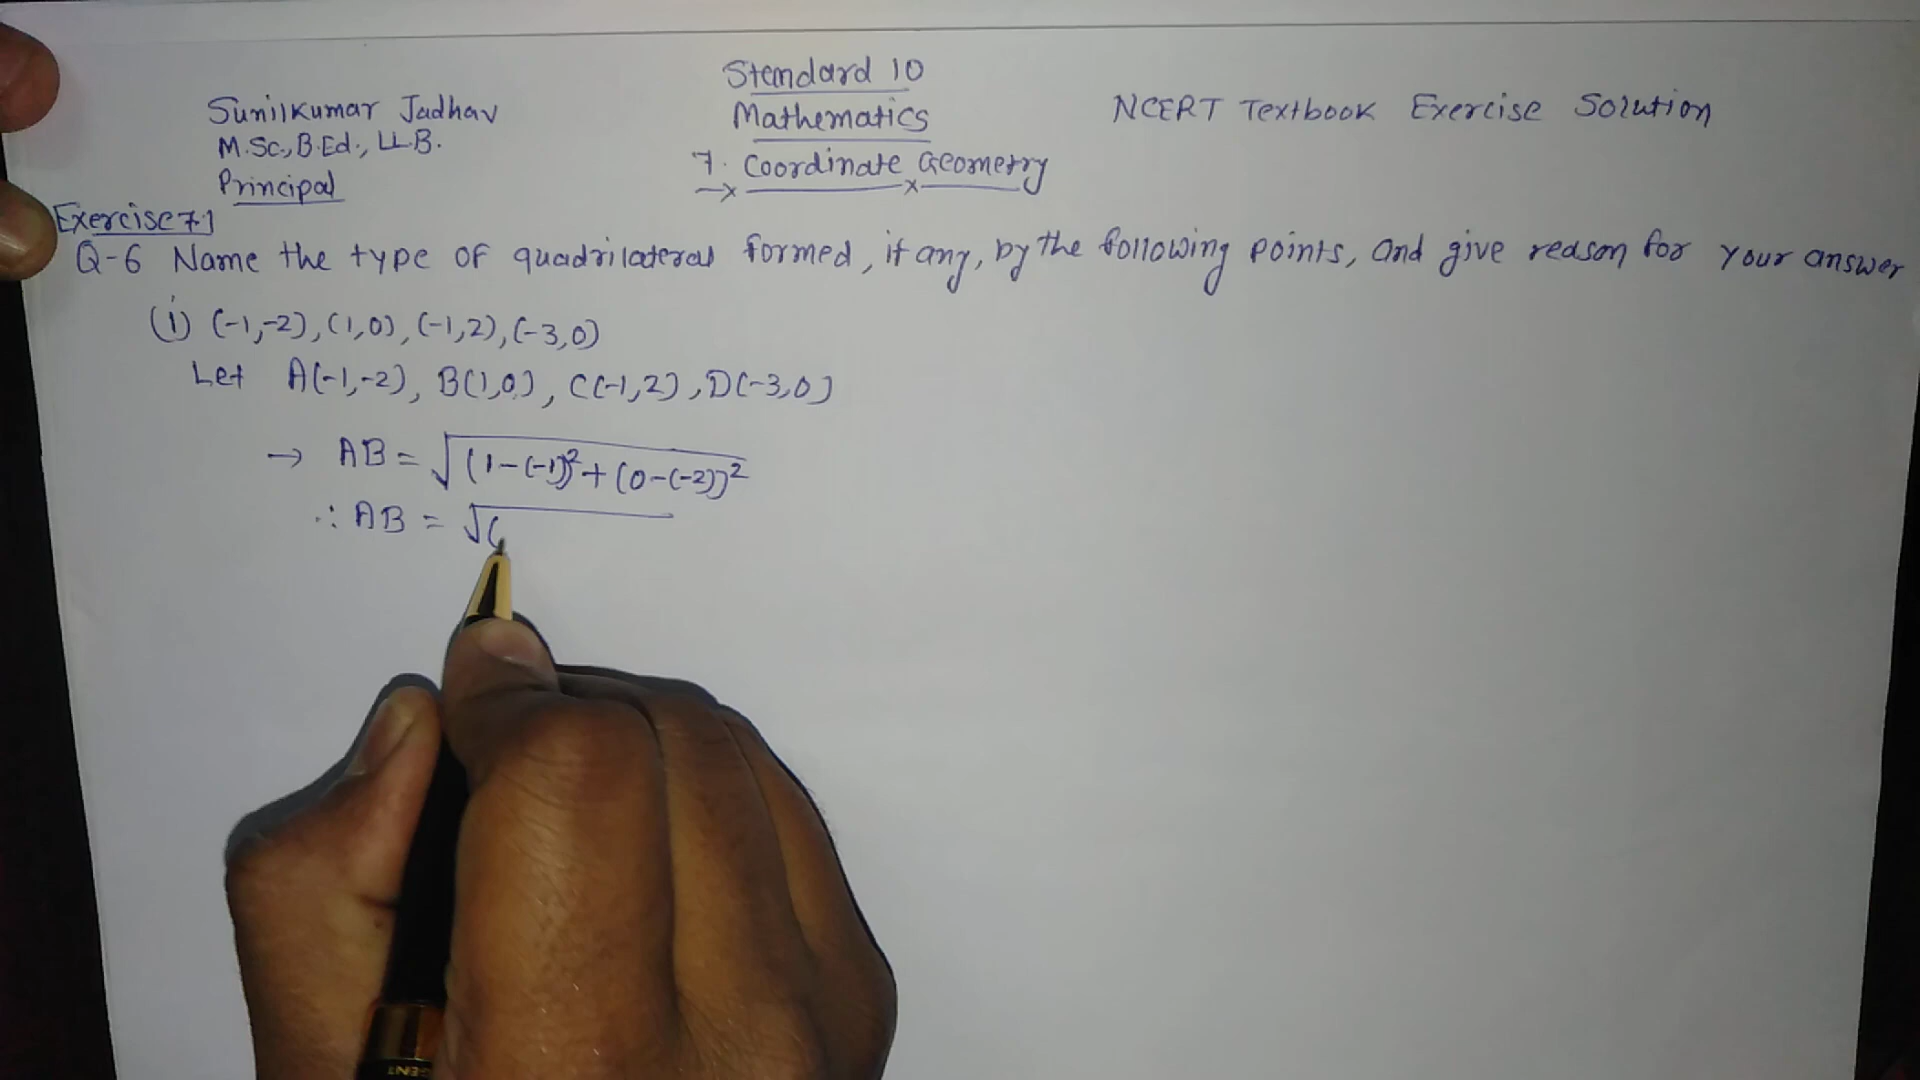 Standard 10
Sunilkumar Jadhav
Mathematics
NCERT Textbook Exercise Solution
M.Sc., B.Ed., LL.B.
7. Coordinate Geometry
Principal
Exercise 7.1
Q-6 Name the type of quadrilateral formed, if any, by the following points, and give reason for your answer
(i) (-1,-2), (1,0), (-1,2), (-3,0)
Let A(-1,-2), B(1,0), C(-1,2), D(-3,0)
→ AB = √(1-(-1))²+(0-(-2))²
∴ AB = √(